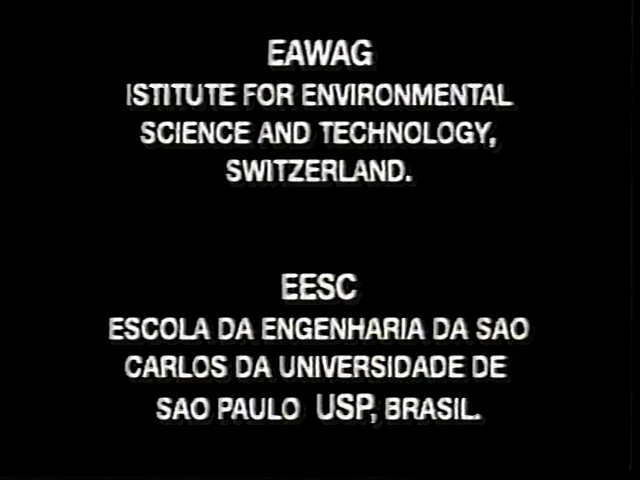 EAWAG
ISTITUTE FOR ENVIRONMENTAL
SCIENCE AND TECHNOLOGY,
SWITZERLAND.
EESC
ESCOLA DA ENGENHARIA DA SAO
CARLOS DA UNIVERSIDADE DE
SAO PAULO USP, BRASIL.